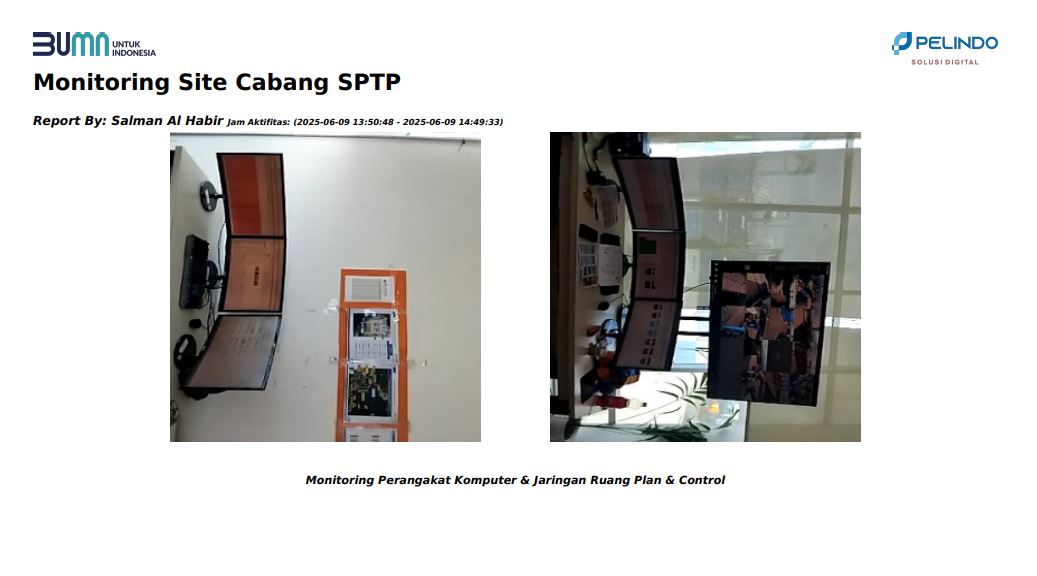 BUMN UNTUK INDONESIA
PELINDO
SOLUSI DIGITAL
Monitoring Site Cabang SPTP
Report By: Salman Al Habir Jam Aktifitas: (2025-06-09 13:50:48 - 2025-06-09 14:49:33)
Monitoring Perangakat Komputer & Jaringan Ruang Plan & Control